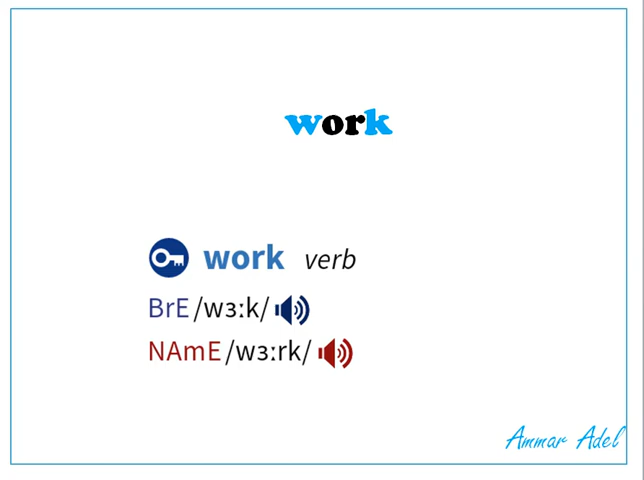 work
work verb
BrE /wɜːk/
NAmE /wɜːrk/
Ammar Adel